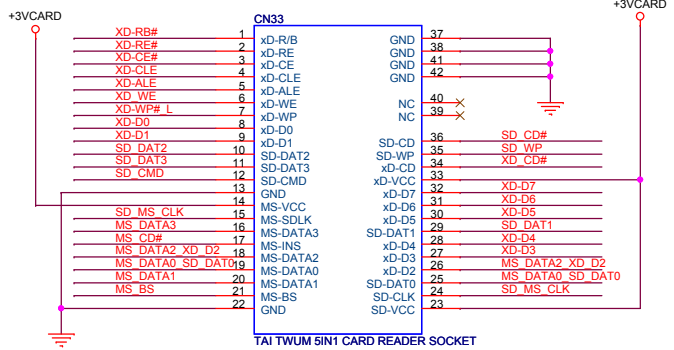 +3VCARD
+3VCARD
CN33
XD-RB# 1 xD-R/B GND 37
XD-RE# 2 xD-RE GND 38
XD-CE# 3 xD-CE GND 41
XD-CLE 4 xD-CLE GND 42
XD-ALE 5 xD-ALE
XD_WE 6 xD-WE NC 40
XD-WP#_L 7 xD-WP NC 39
XD-D0 8 xD-D0
XD-D1 9 xD-D1 SD-CD 36 SD_CD#
SD_DAT2 10 SD-DAT2 SD-WP 35 SD_WP
SD_DAT3 11 SD-DAT3 xD-CD 34 XD_CD#
SD_CMD 12 SD-CMD xD-VCC 33
13 GND xD-D7 32 XD-D7
14 MS-VCC xD-D6 31 XD-D6
SD_MS_CLK 15 MS-SDLK xD-D5 30 XD-D5
MS_DATA3 16 MS-DATA3 SD-DAT1 29 SD_DAT1
MS_CD# 17 MS-INS xD-D4 28 XD-D4
MS_DATA2_XD_D2 18 MS-DATA2 xD-D3 27 XD-D3
MS_DATA0_SD_DAT0 19 MS-DATA0 xD-D2 26 MS_DATA2_XD_D2
MS_DATA1 20 MS-DATA1 SD-DAT0 25 MS_DATA0_SD_DAT0
MS_BS 21 MS-BS SD-CLK 24 SD_MS_CLK
22 GND SD-VCC 23
TAI TWUM 5IN1 CARD READER SOCKET